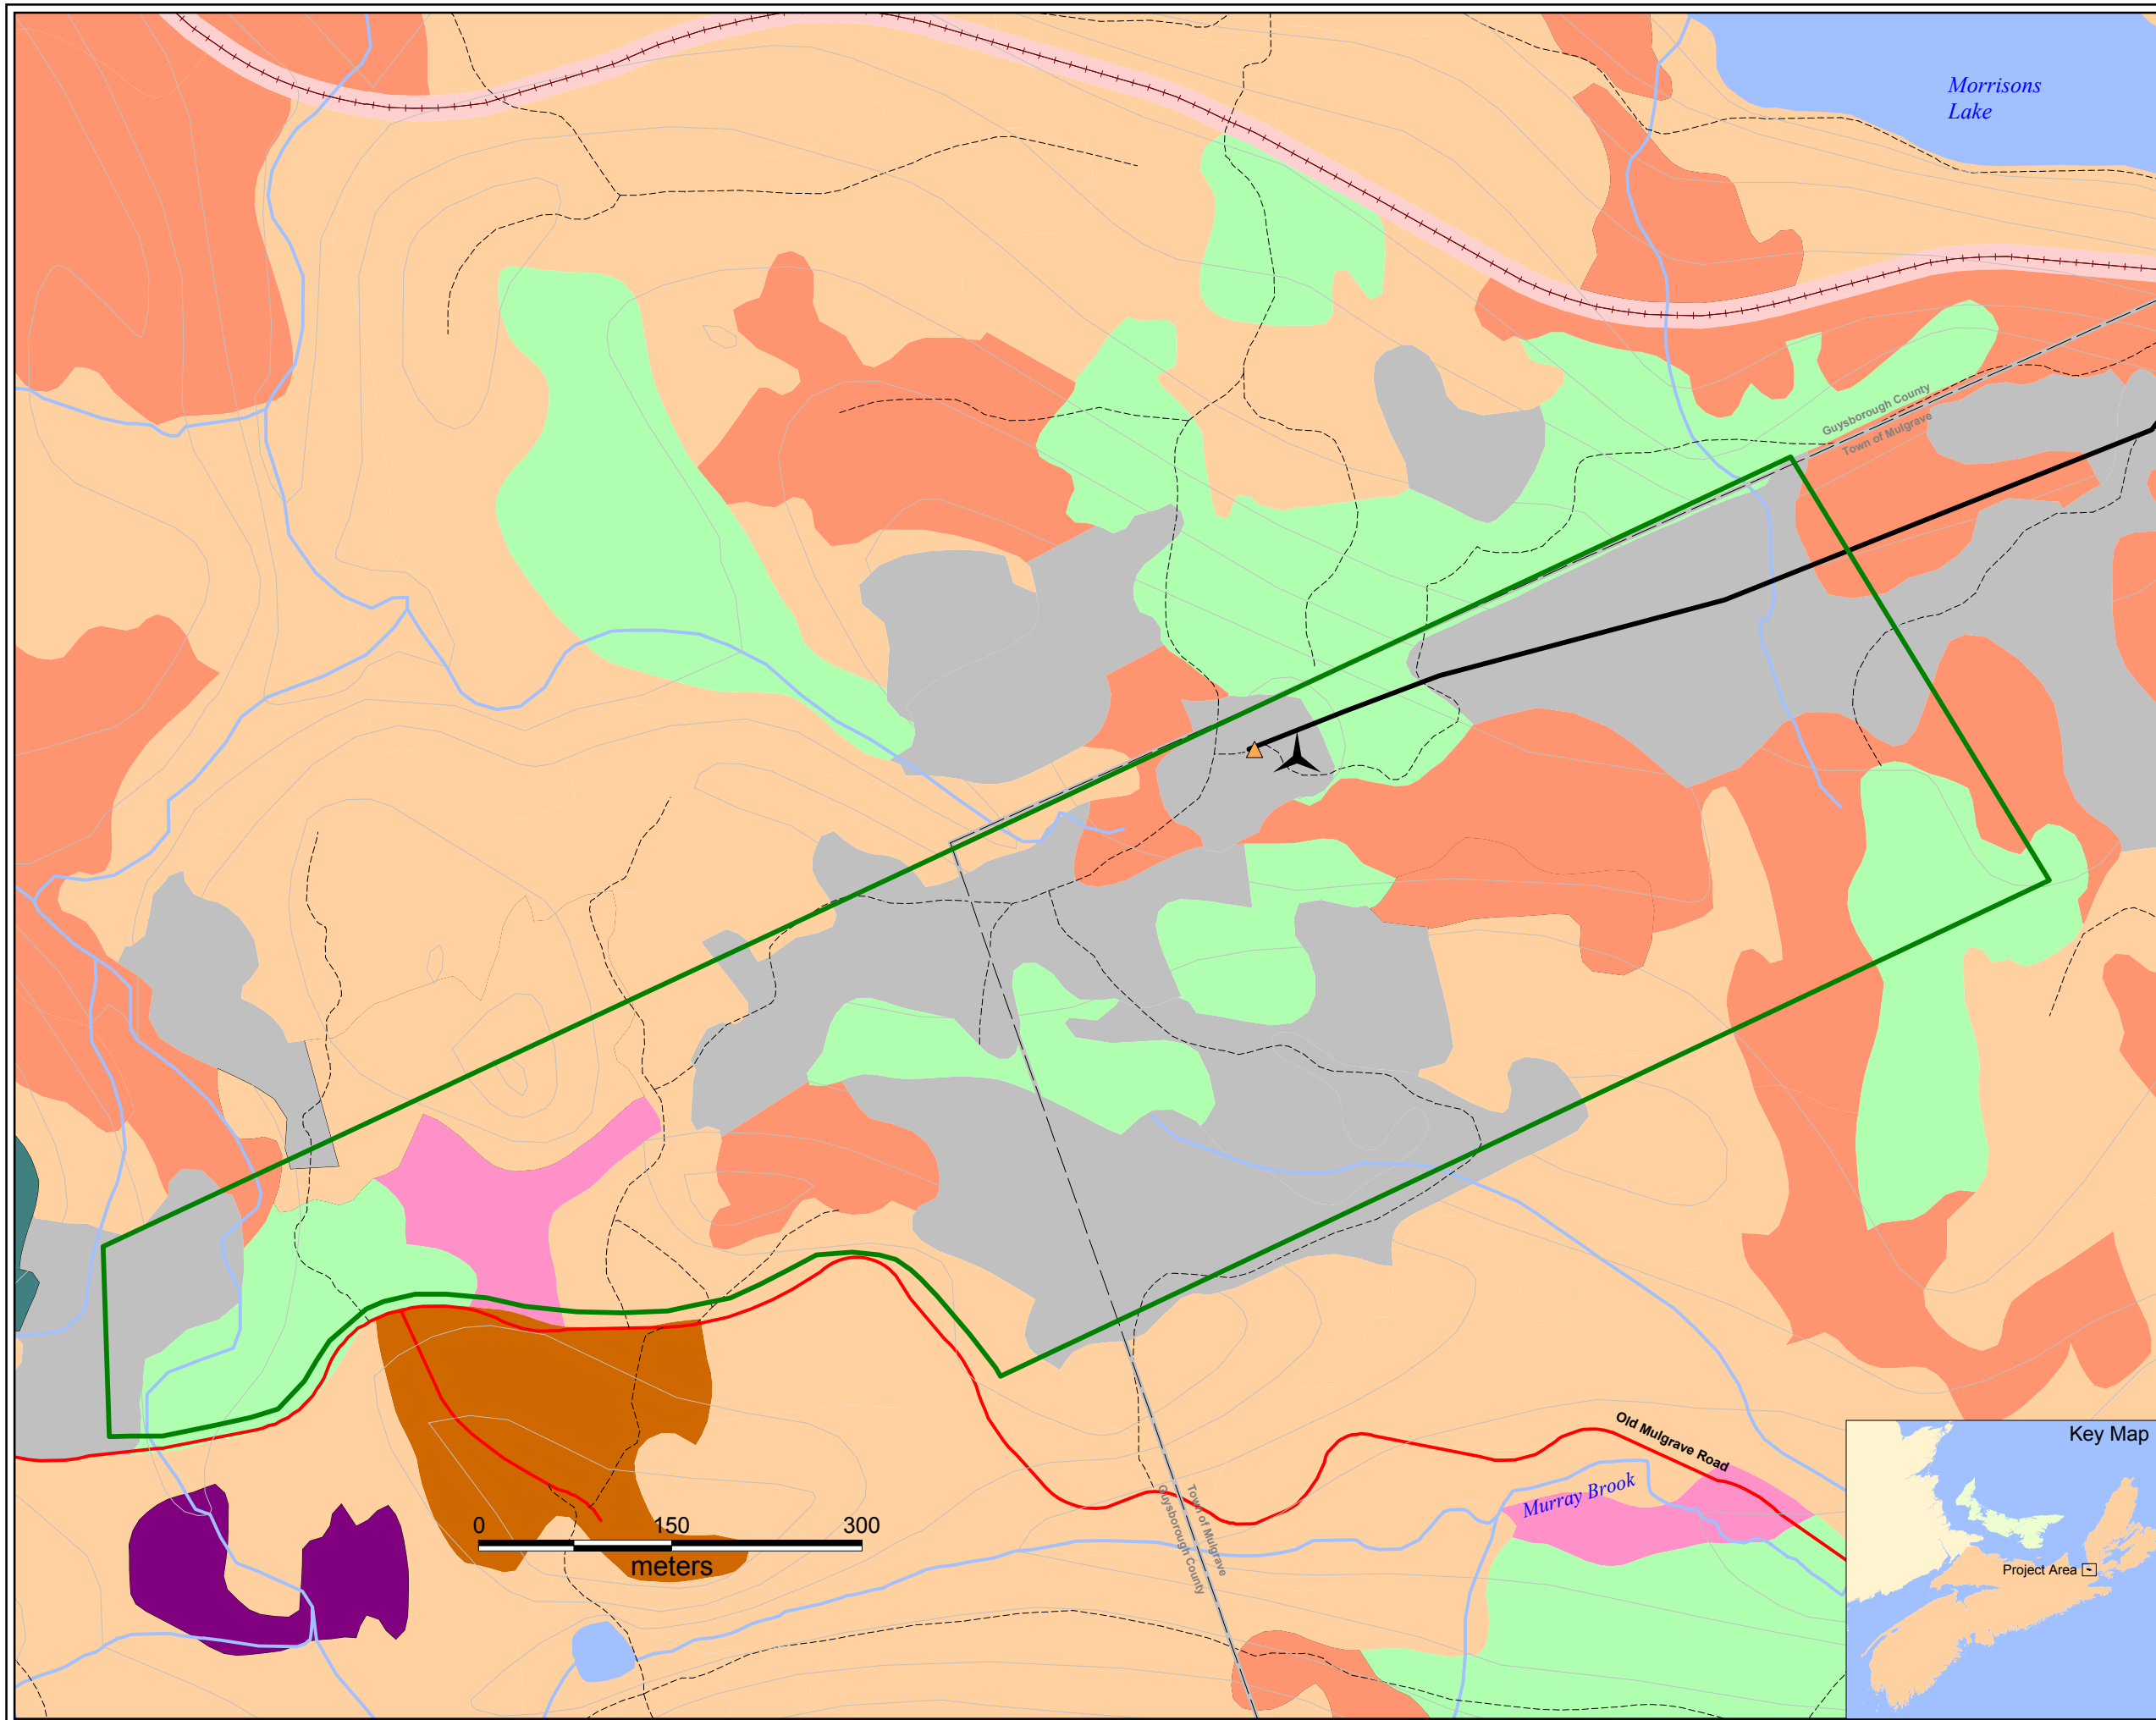 Morrisons
Lake
Guysborough County
Town of Mulgrave
Old Mulgrave Road
Key Map
Murray Brook
Town of Mulgrave
Guysborough County
0 150 300
meters
Project Area